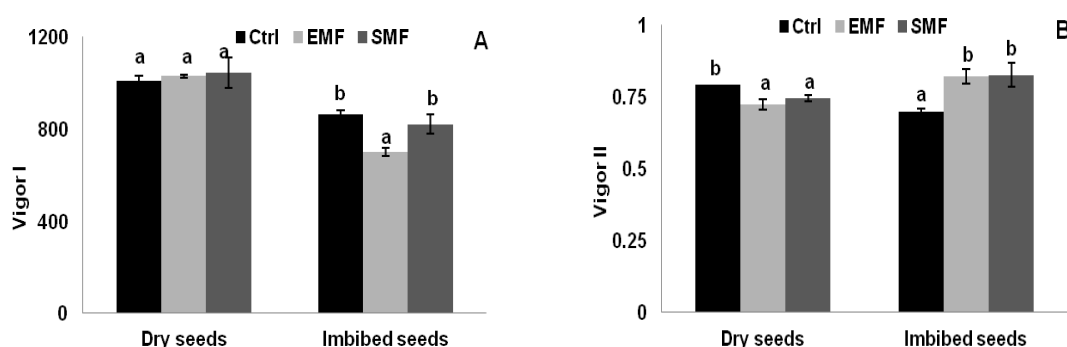 1200
Ctrl EMF SMF
A
a a a
b a b
800
400
0
Vigor I
Dry seeds Imbibed seeds
1
Ctrl EMF SMF
B
b a a
a b b
0.75
0.5
0.25
0
Vigor II
Dry seeds Imbibed seeds